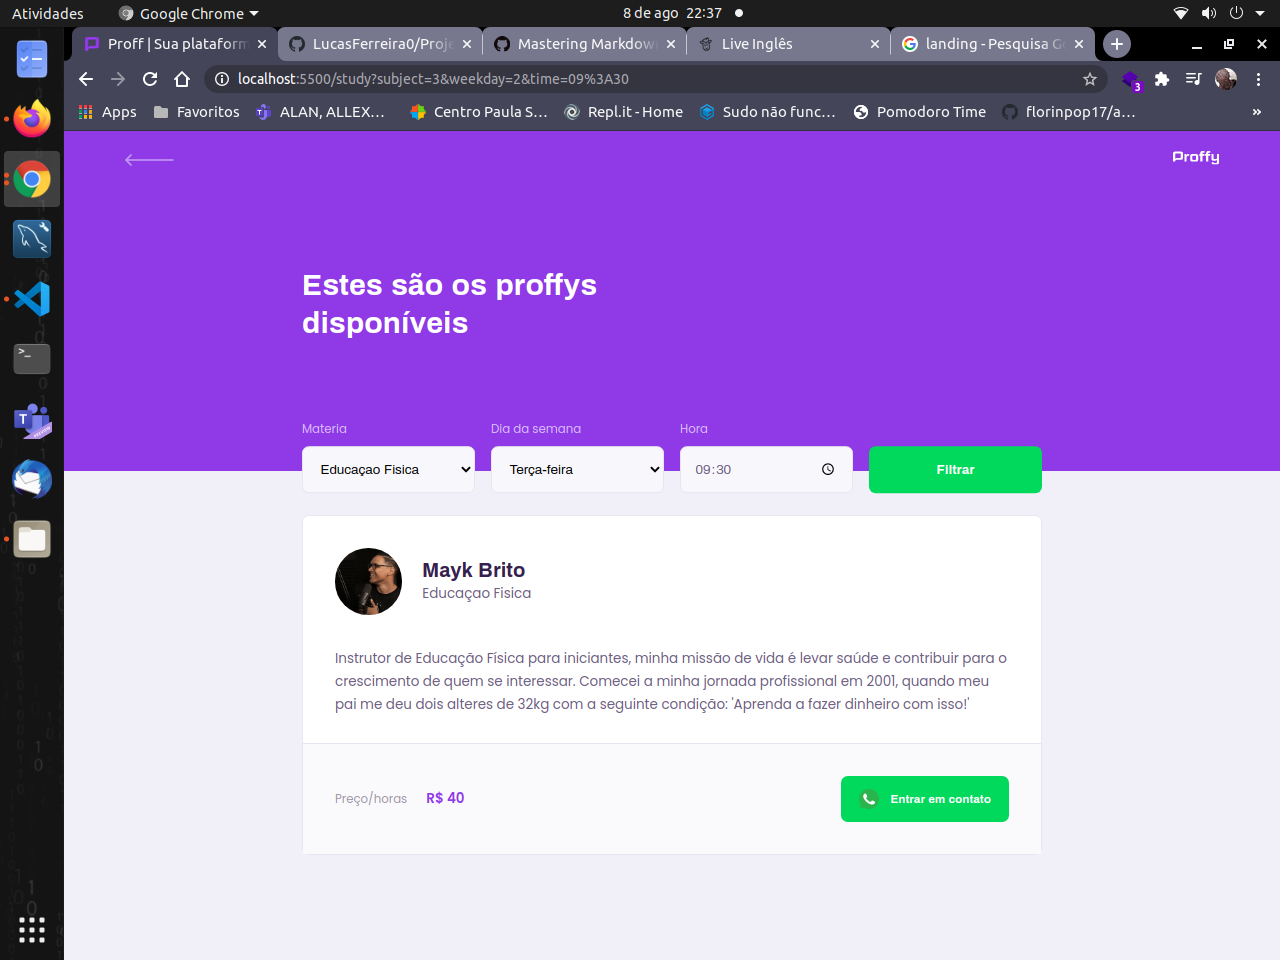 Atividades
Google Chrome
8 de ago 22:37
Proff | Sua plataform
LucasFerreira0/Proje
Mastering Markdow
Live Inglês
landing - Pesquisa G
localhost:5500/study?subject=3&weekday=2&time=09%3A30
3
Apps
Favoritos
ALAN, ALLEX...
Centro Paula S...
Repl.it - Home
Sudo não func...
Pomodoro Time
florinpop17/a...
»
Proffy
Estes são os proffys
disponíveis
Materia
Dia da semana
Hora
Educaçao Fisica
Terça-feira
09:30
Filtrar
Mayk Brito
Educaçao Fisica
Instrutor de Educação Física para iniciantes, minha missão de vida é levar saúde e contribuir para o
crescimento de quem se interessar. Comecei a minha jornada profissional em 2001, quando meu
pai me deu dois alteres de 32kg com a seguinte condição: 'Aprenda a fazer dinheiro com isso!'
Preço/horas
R$ 40
Entrar em contato